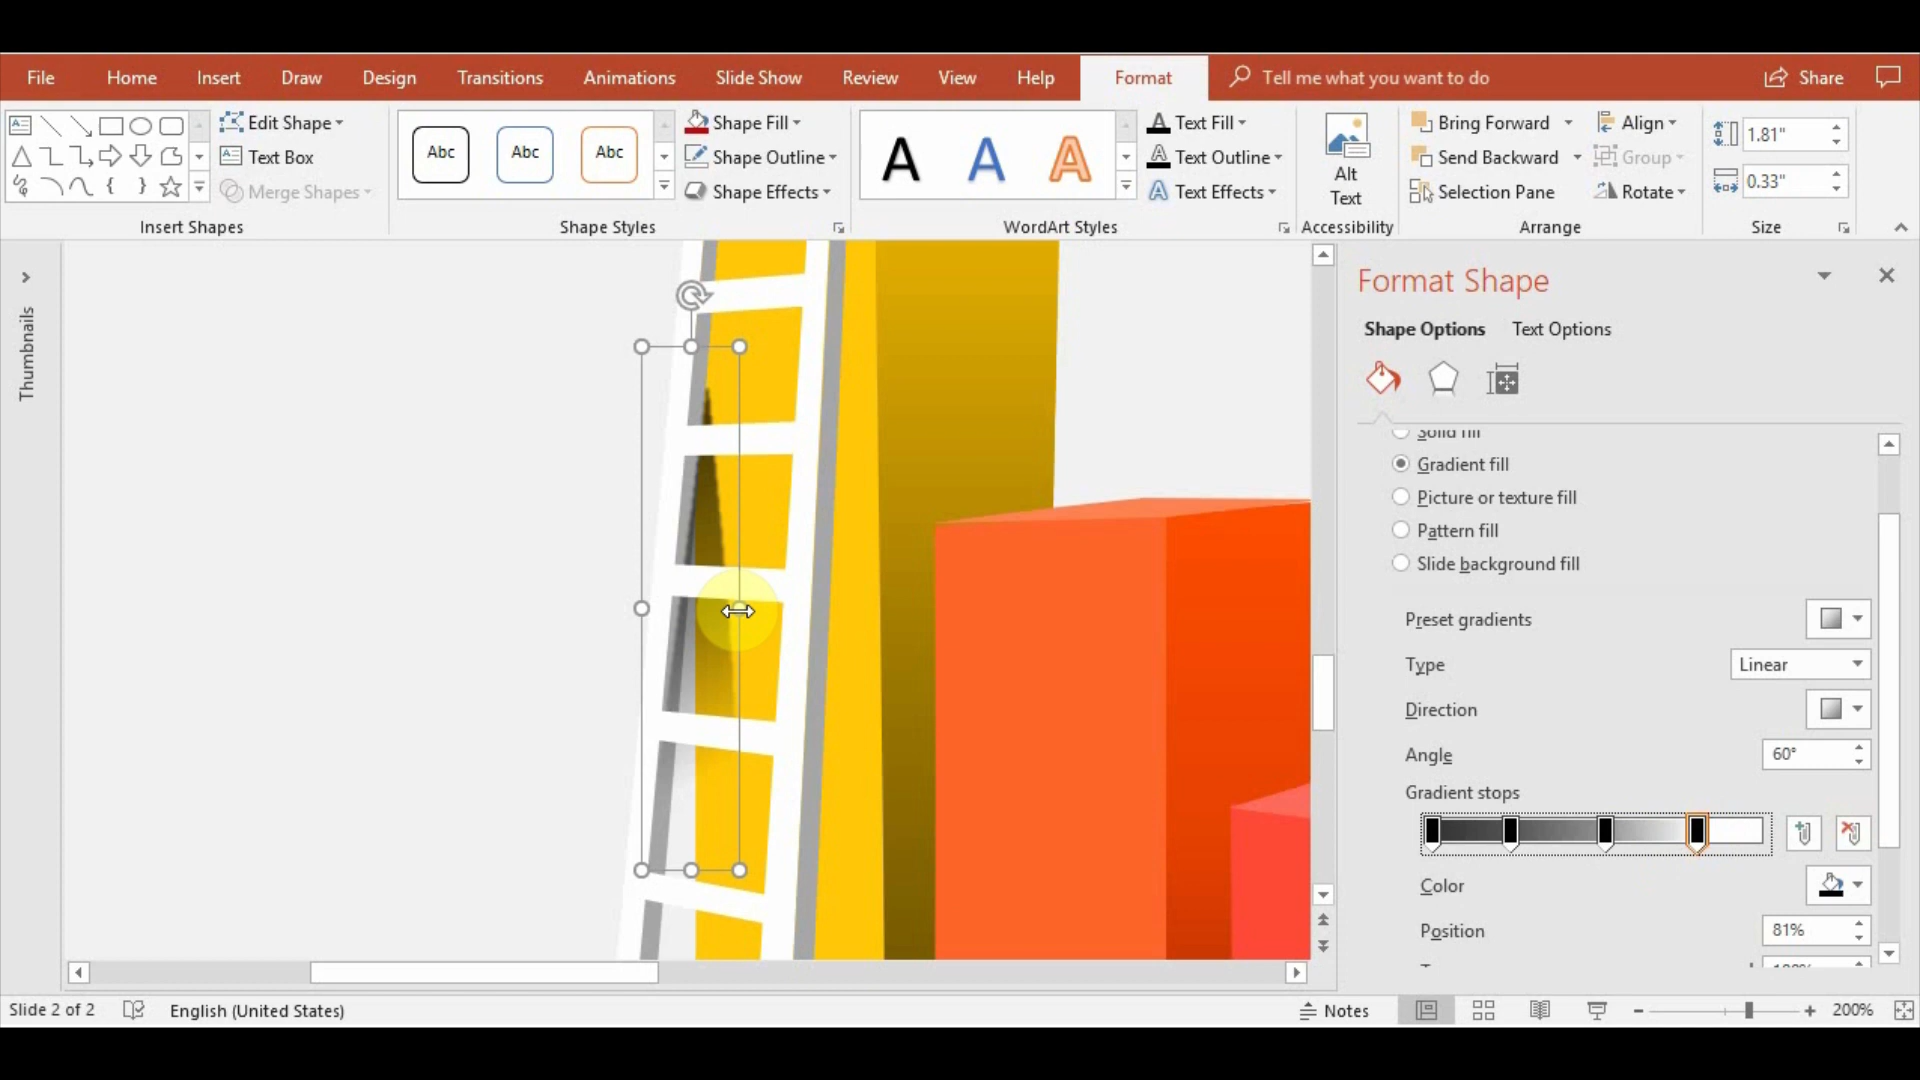 File Home Insert Draw Design Transitions Animations Slide Show Review View Help Format Tell me what you want to do Share
Edit Shape
Text Box
Merge Shapes
Insert Shapes
Abc Abc Abc
Shape Fill
Shape Outline
Shape Effects
Shape Styles
A A A
Text Fill
Text Outline
Text Effects
WordArt Styles
Alt
Text
Accessibility
Bring Forward
Send Backward
Selection Pane
Align
Group
Rotate
Arrange
1.81"
0.33"
Size
Thumbnails
Format Shape
Shape Options Text Options
Solid fill
Gradient fill
Picture or texture fill
Pattern fill
Slide background fill
Preset gradients
Type Linear
Direction
Angle 60°
Gradient stops
Color
Position 81%
Slide 2 of 2 English (United States) Notes 200%